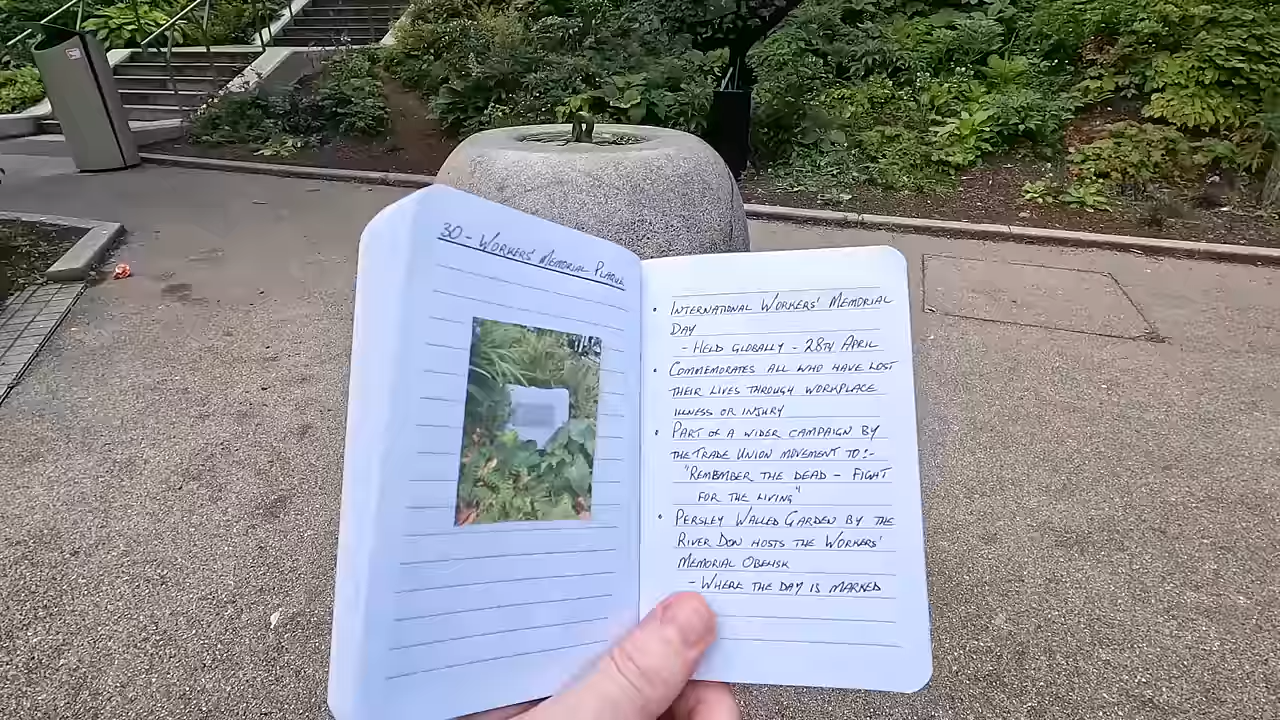 30 - WORKERS' MEMORIAL PLAQUE
• INTERNATIONAL WORKERS' MEMORIAL
DAY
- HELD GLOBALLY - 28TH APRIL
• COMMEMORATES ALL WHO HAVE LOST
THEIR LIVES THROUGH WORKPLACE
ILLNESS OR INJURY
• PART OF A WIDER CAMPAIGN BY
THE TRADE UNION MOVEMENT TO:-
"REMEMBER THE DEAD - FIGHT
FOR THE LIVING"
• PERSLEY WALLED GARDEN BY THE
RIVER DON HOSTS THE WORKERS'
MEMORIAL OBELISK
- WHERE THE DAY IS MARKED